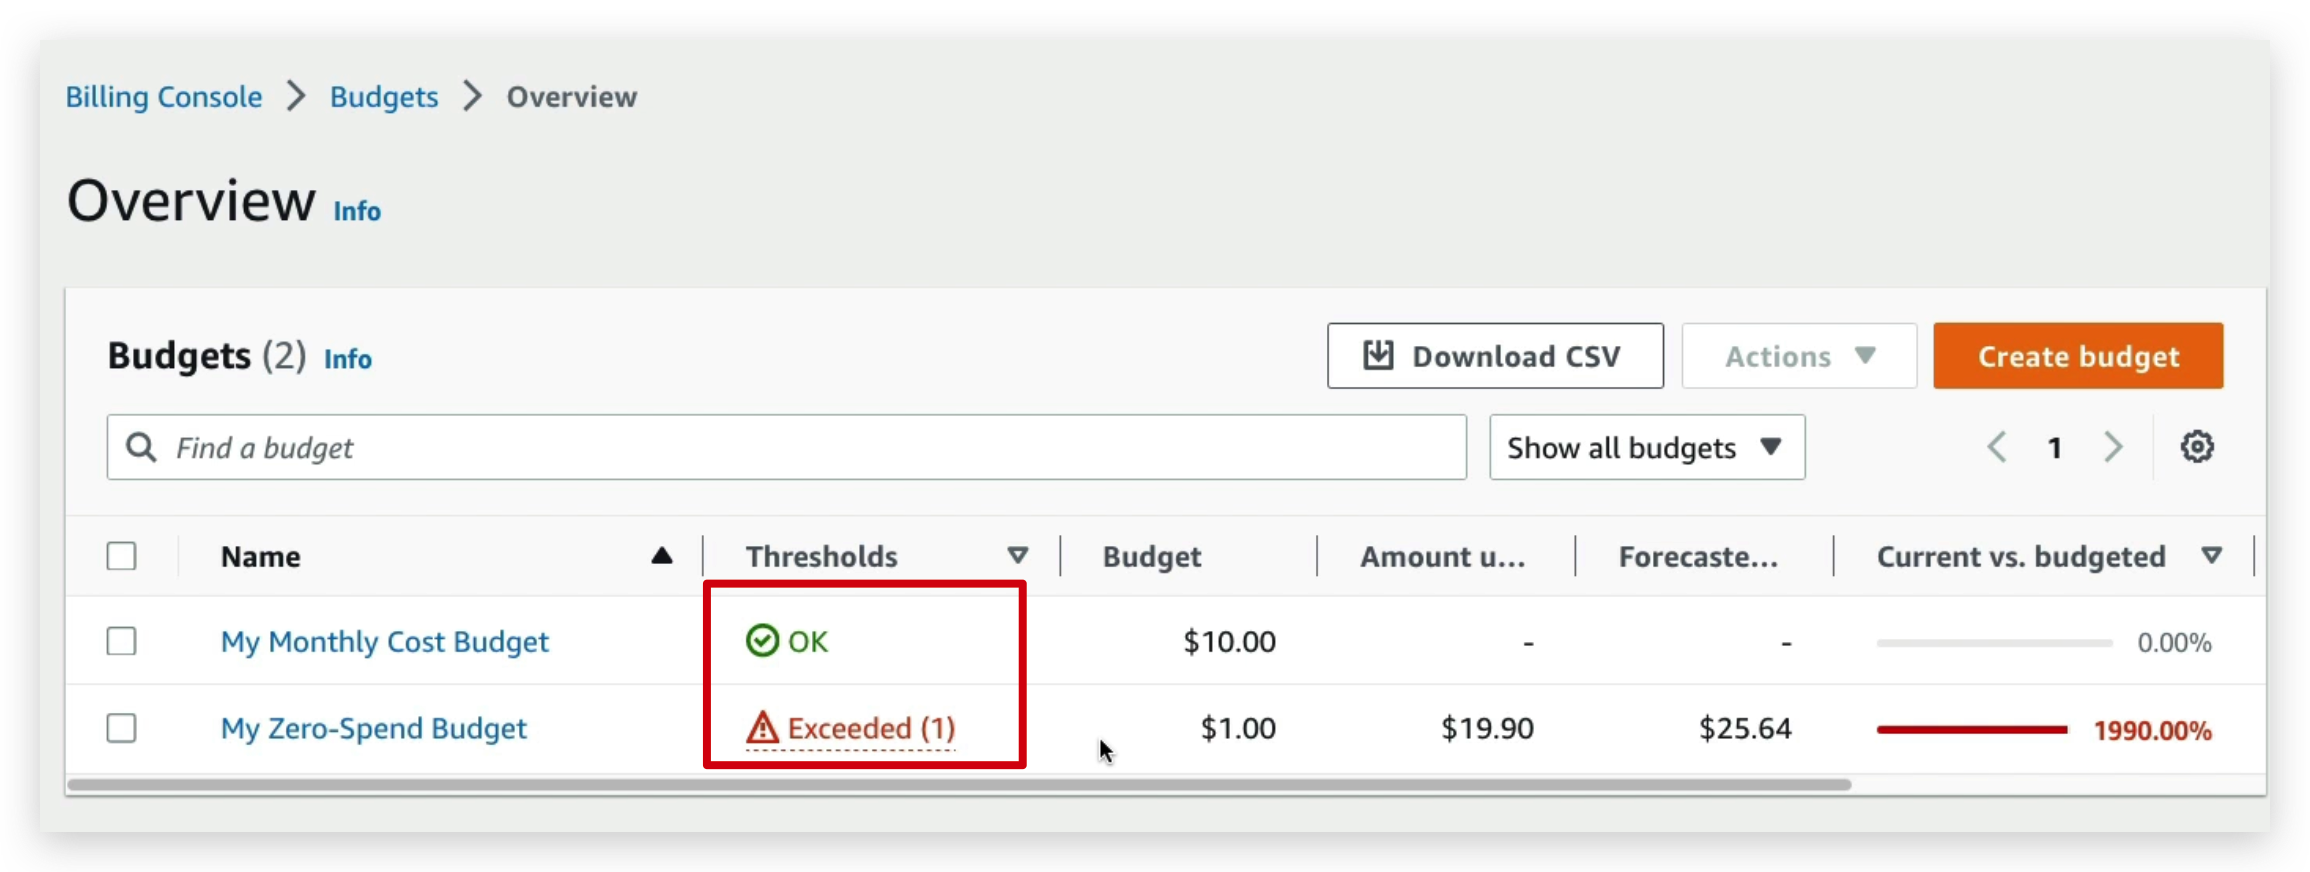 Billing Console > Budgets > Overview
Overview Info
Budgets (2) Info
Download CSV
Actions
Create budget
Find a budget
Show all budgets
1
Name Thresholds Budget Amount u... Forecaste... Current vs. budgeted
My Monthly Cost Budget OK $10.00 - - 0.00%
My Zero-Spend Budget Exceeded (1) $1.00 $19.90 $25.64 1990.00%